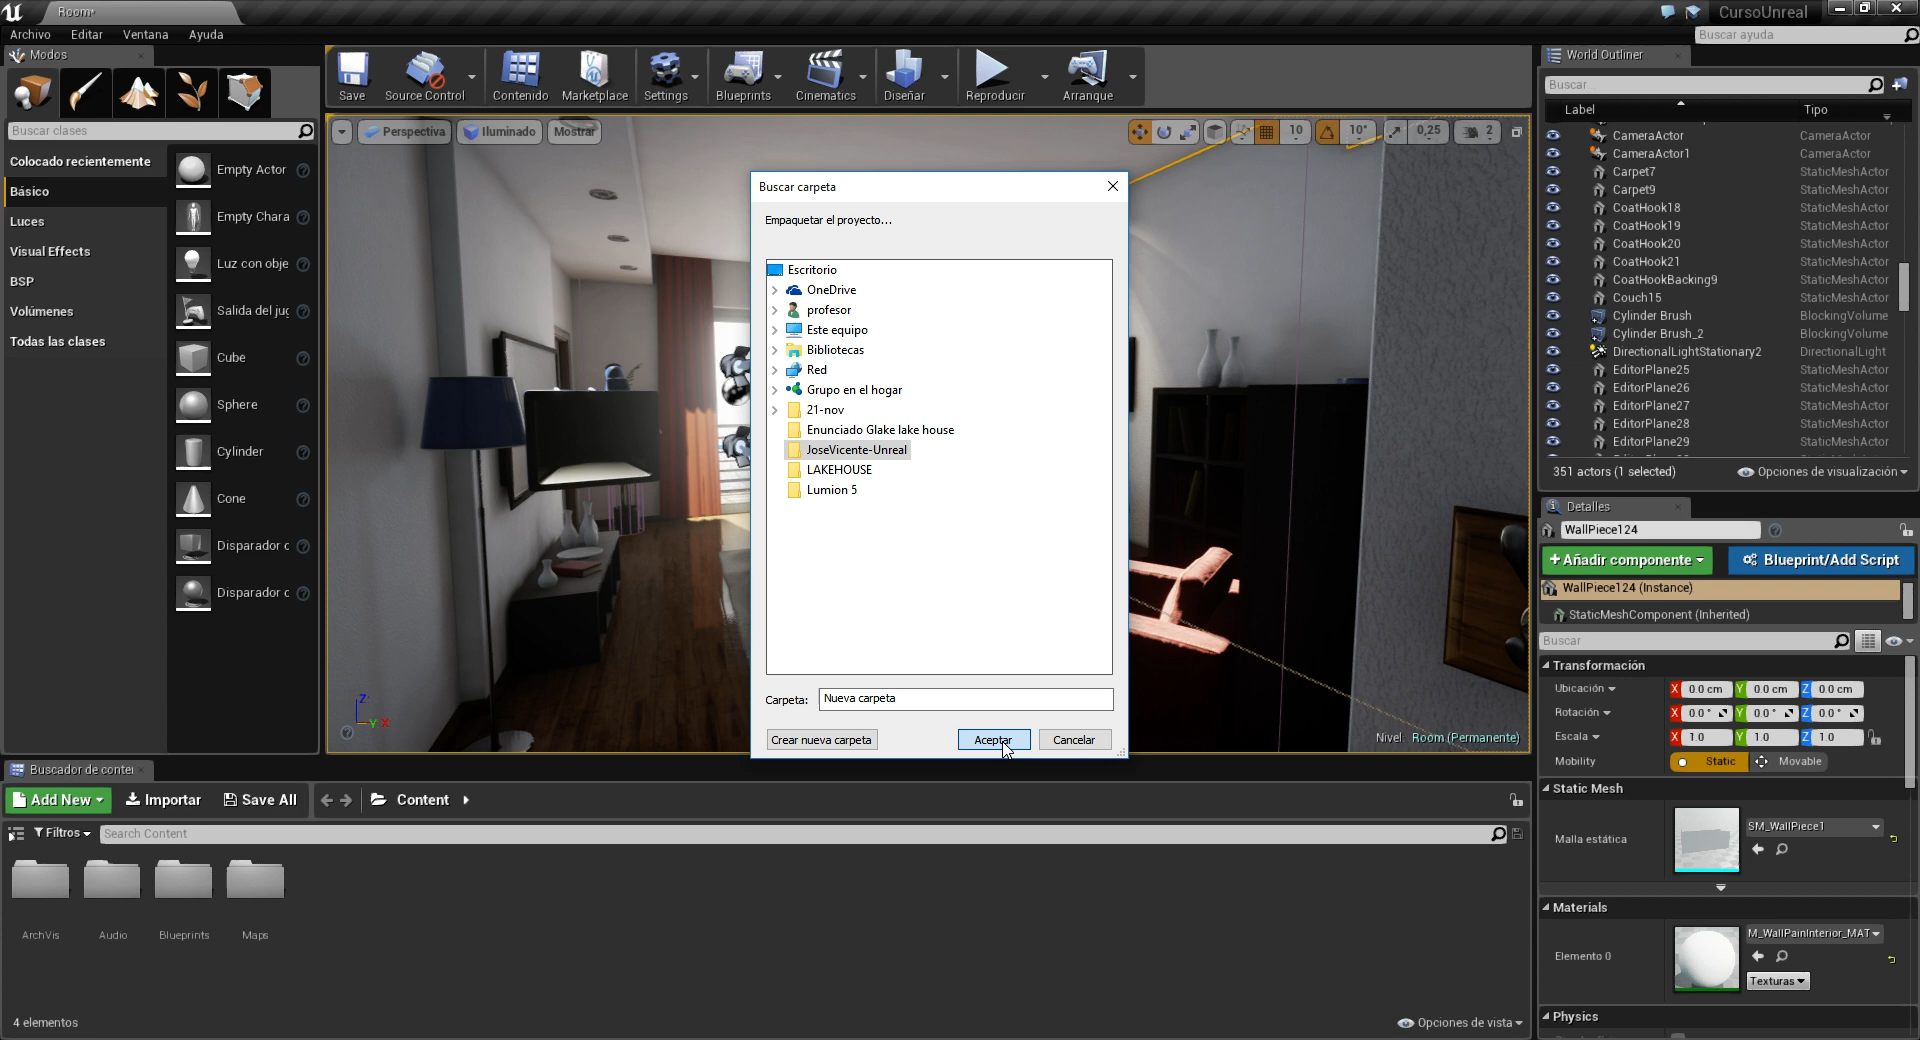 Room*
CursoUnreal
Archivo Editar Ventana Ayuda
Buscar ayuda
Modos
Buscar clases
Colocado recientemente
Básico
Luces
Visual Effects
BSP
Volúmenes
Todas las clases
Empty Actor
Empty Chara
Luz con obje
Salida del jug
Cube
Sphere
Cylinder
Cone
Disparador c
Disparador c
Save
Source Control
Contenido
Marketplace
Settings
Blueprints
Cinematics
Diseñar
Reproducir
Arranque
Perspectiva
Iluminado
Mostrar
10
10°
0,25
2
Buscar carpeta
Empaquetar el proyecto...
Escritorio
OneDrive
profesor
Este equipo
Bibliotecas
Red
Grupo en el hogar
21-nov
Enunciado Glake lake house
JoseVicente-Unreal
LAKEHOUSE
Lumion 5
Carpeta: Nueva carpeta
Crear nueva carpeta
Aceptar
Cancelar
Z
Y X
Nivel: Room (Permanente)
World Outliner
Buscar...
Label Tipo
CameraActor CameraActor
CameraActor1 CameraActor
Carpet7 StaticMeshActor
Carpet9 StaticMeshActor
CoatHook18 StaticMeshActor
CoatHook19 StaticMeshActor
CoatHook20 StaticMeshActor
CoatHook21 StaticMeshActor
CoatHookBacking9 StaticMeshActor
Couch15 StaticMeshActor
Cylinder Brush BlockingVolume
Cylinder Brush_2 BlockingVolume
DirectionalLightStationary2 DirectionalLight
EditorPlane25 StaticMeshActor
EditorPlane26 StaticMeshActor
EditorPlane27 StaticMeshActor
EditorPlane28 StaticMeshActor
EditorPlane29 StaticMeshActor
351 actors (1 selected)
Opciones de visualización
Detalles
WallPiece124
+Añadir componente
Blueprint/Add Script
WallPiece124 (Instance)
StaticMeshComponent (Inherited)
Buscar
Transformación
Ubicación X 0.0 cm Y 0.0 cm Z 0.0 cm
Rotación X 0.0 ° Y 0.0 ° Z 0.0 °
Escala X 1.0 Y 1.0 Z 1.0
Mobility Static Movable
Static Mesh
Malla estática
SM_WallPiece1
Materials
Elemento 0
M_WallPainInterior_MAT
Texturas
Physics
Buscador de conter
Add New
Importar
Save All
Content
Filtros
Search Content
ArchVis
Audio
Blueprints
Maps
4 elementos
Opciones de vista